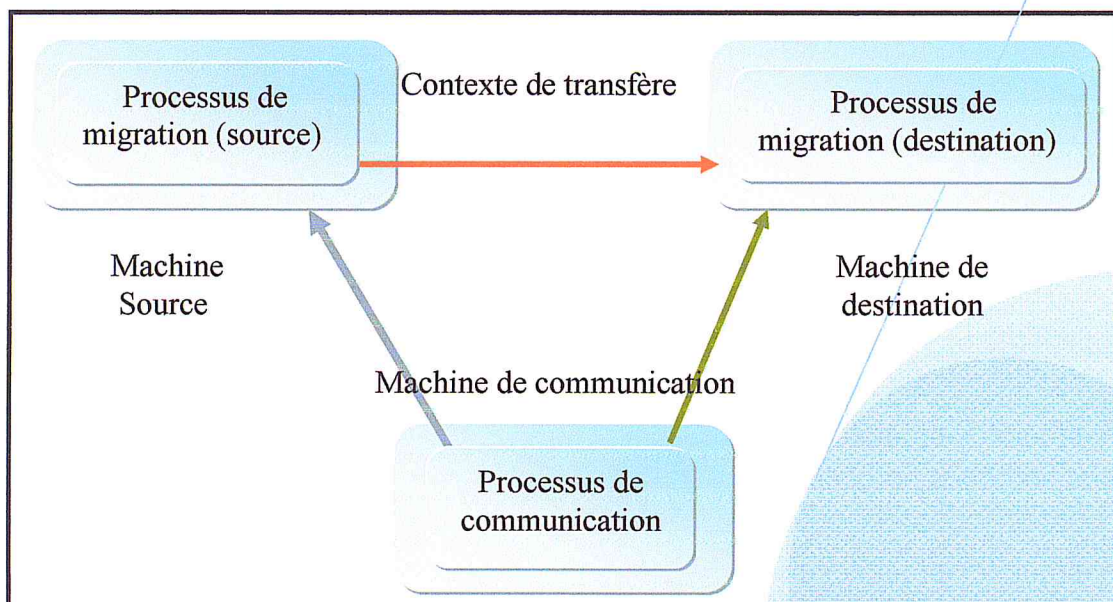 Processus de
migration (source)
Contexte de transfère
Processus de
migration (destination)
Machine
Source
Machine de
destination
Machine de communication
Processus de
communication